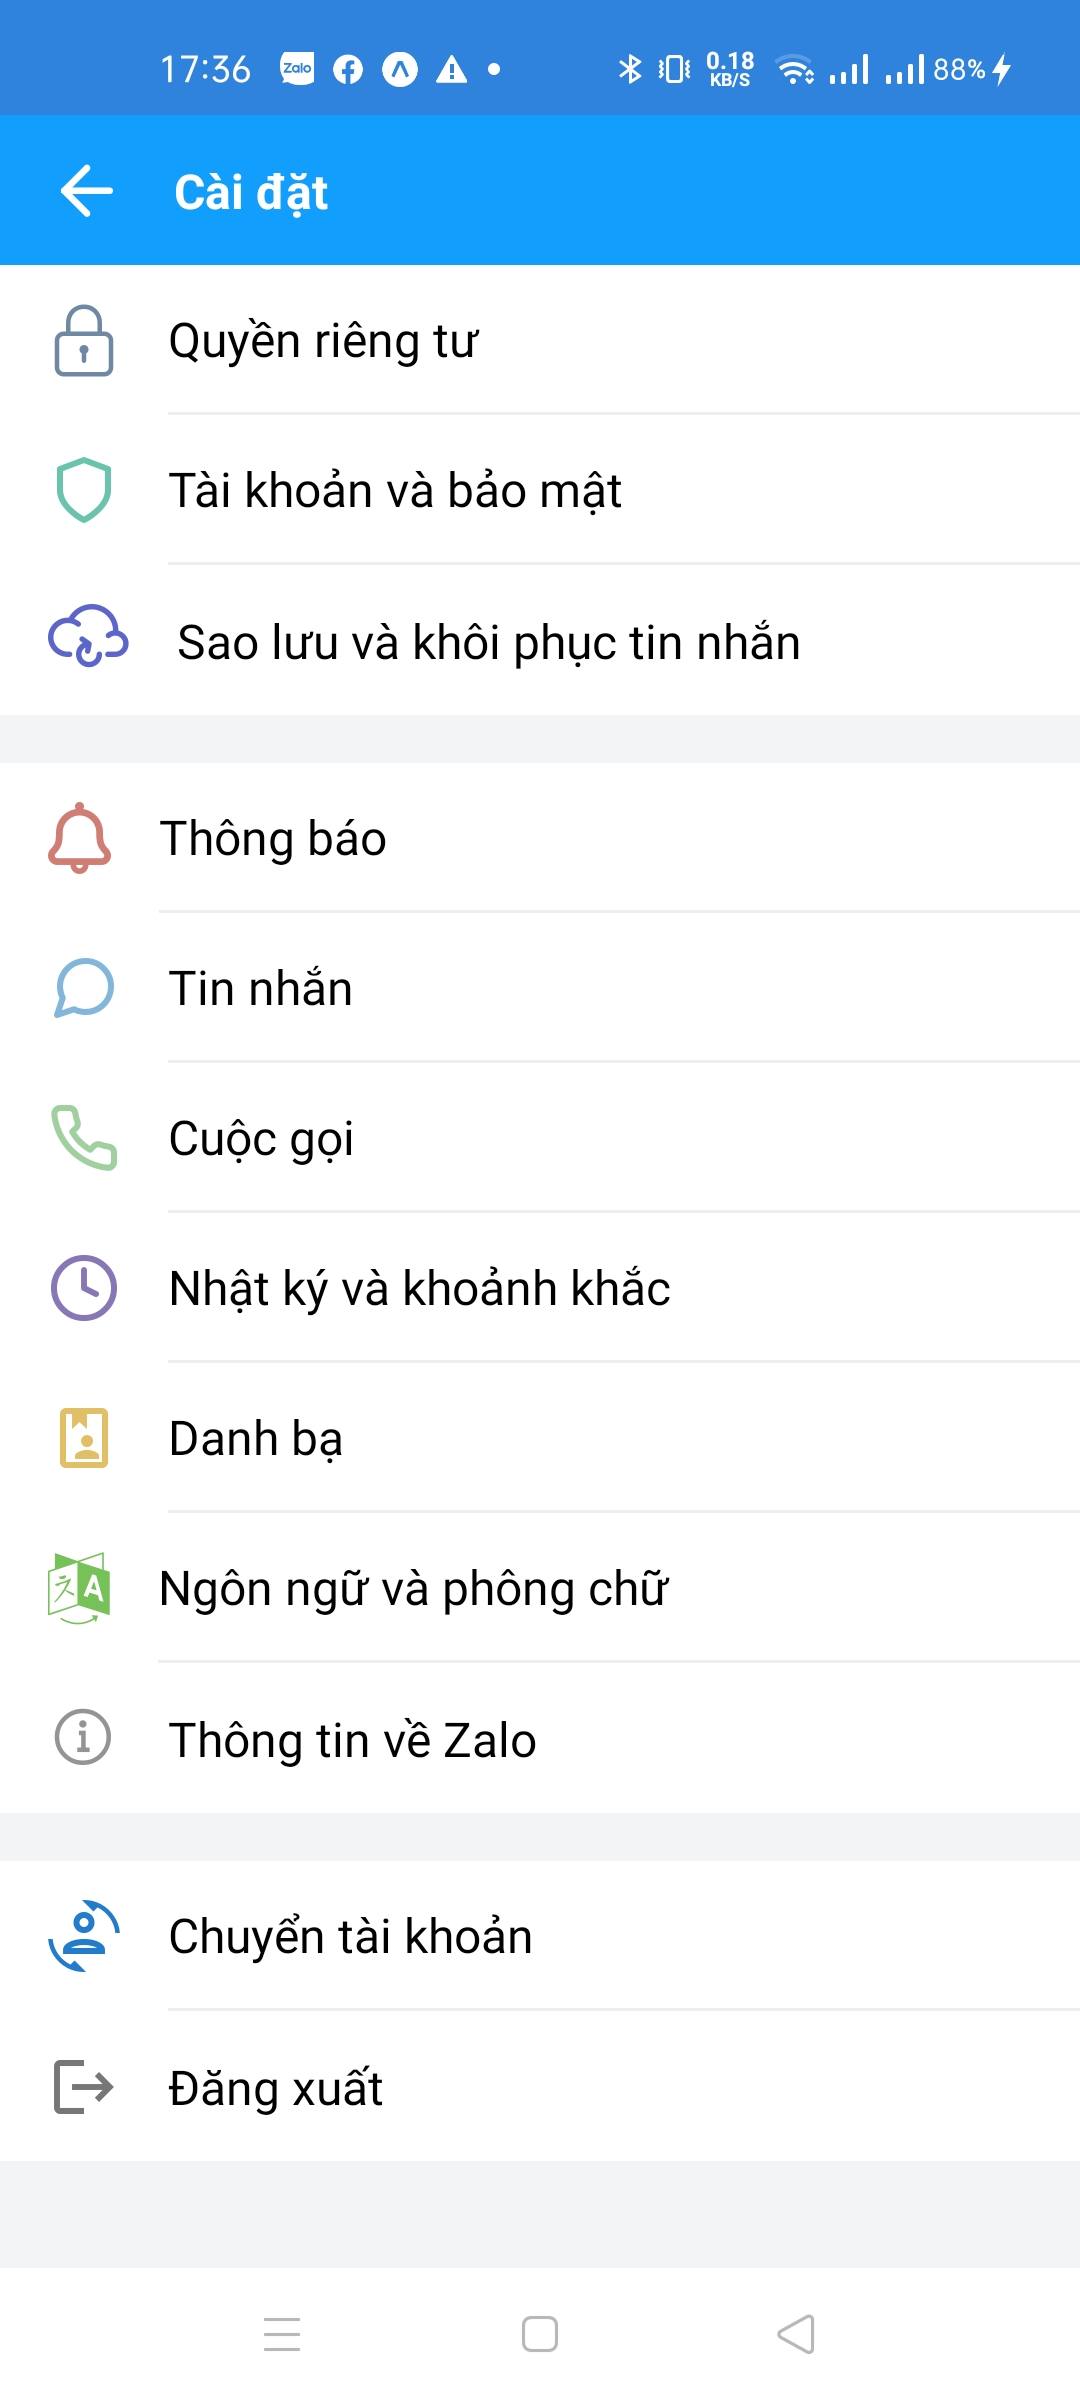 17:36 Zalo 0.18 KB/S 88%
Cài đặt
Quyền riêng tư
Tài khoản và bảo mật
Sao lưu và khôi phục tin nhắn
Thông báo
Tin nhắn
Cuộc gọi
Nhật ký và khoảnh khắc
Danh bạ
Ngôn ngữ và phông chữ
Thông tin về Zalo
Chuyển tài khoản
Đăng xuất